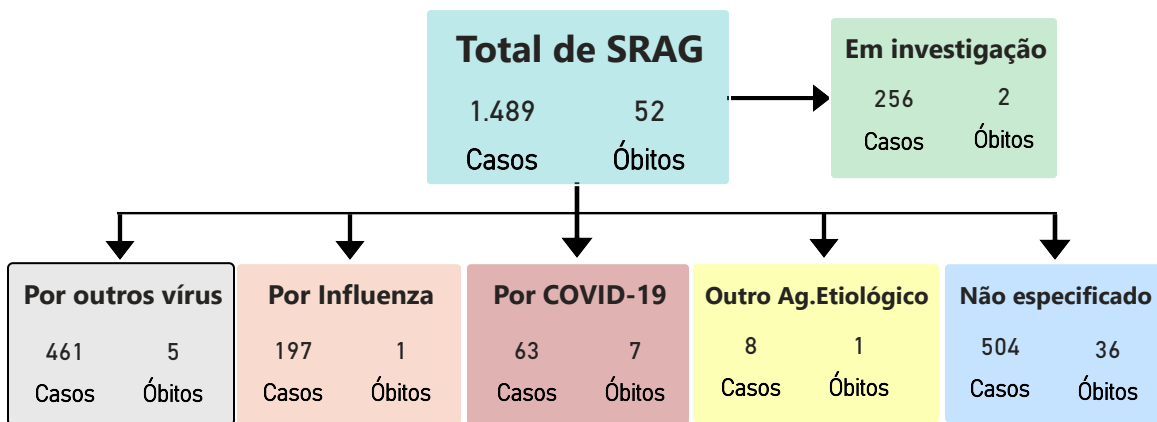 Total de SRAG
1.489 52
Casos Óbitos
Em investigação
256 2
Casos Óbitos
Por outros vírus
461 5
Casos Óbitos
Por Influenza
197 1
Casos Óbitos
Por COVID-19
63 7
Casos Óbitos
Outro Ag.Etiológico
8 1
Casos Óbitos
Não especificado
504 36
Casos Óbitos